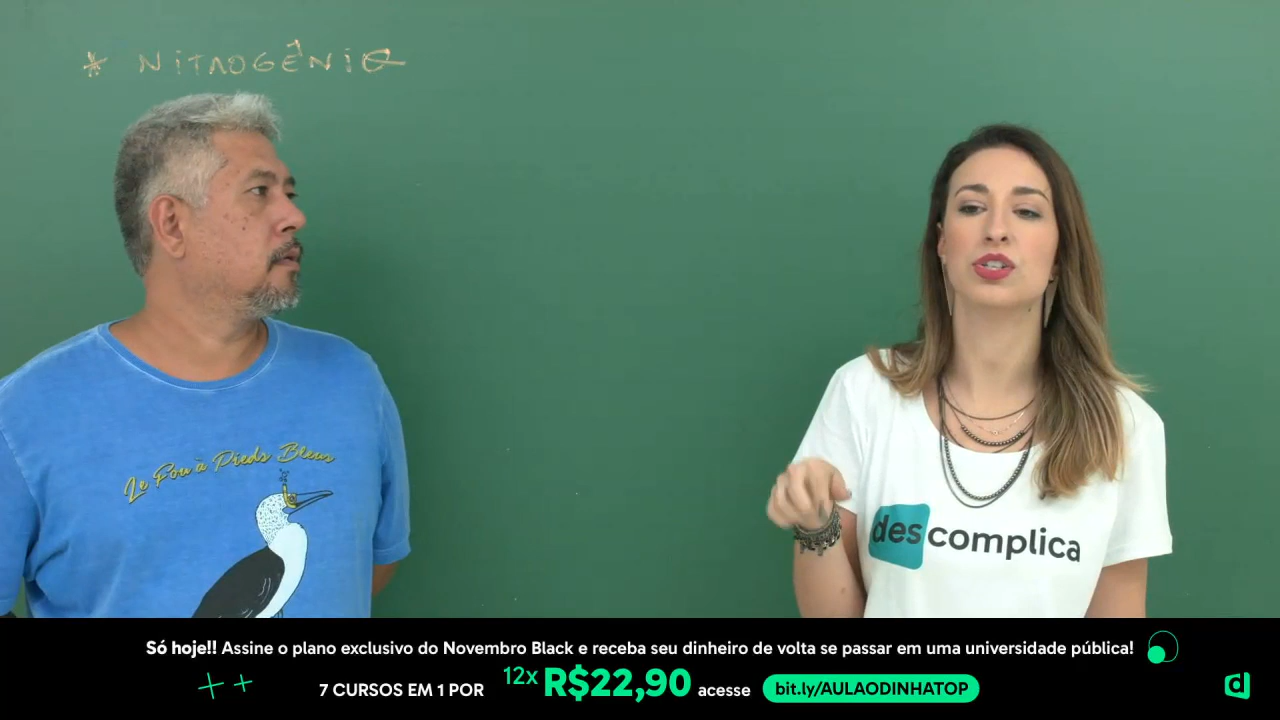 * NITROGÊNIO
Le Fou à Pieds Bleus
descomplica
Só hoje!! Assine o plano exclusivo do Novembro Black e receba seu dinheiro de volta se passar em uma universidade pública!
7 CURSOS EM 1 POR 12x R$22,90 acesse bit.ly/AULAODINHATOP
d